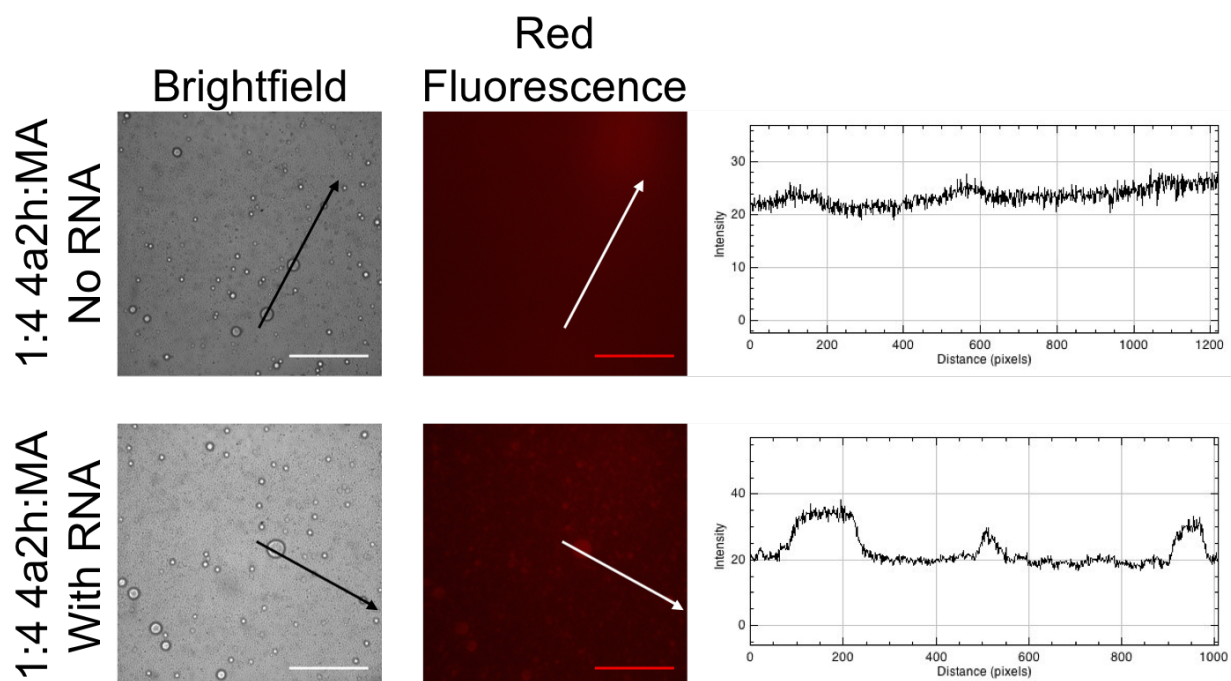 Red
Brightfield Fluorescence
1:4 4a2h:MA
No RNA
Intensity
30
20
10
0
0 200 400 600 800 1000 1200
Distance (pixels)
1:4 4a2h:MA
With RNA
Intensity
40
20
0
0 200 400 600 800 1000
Distance (pixels)